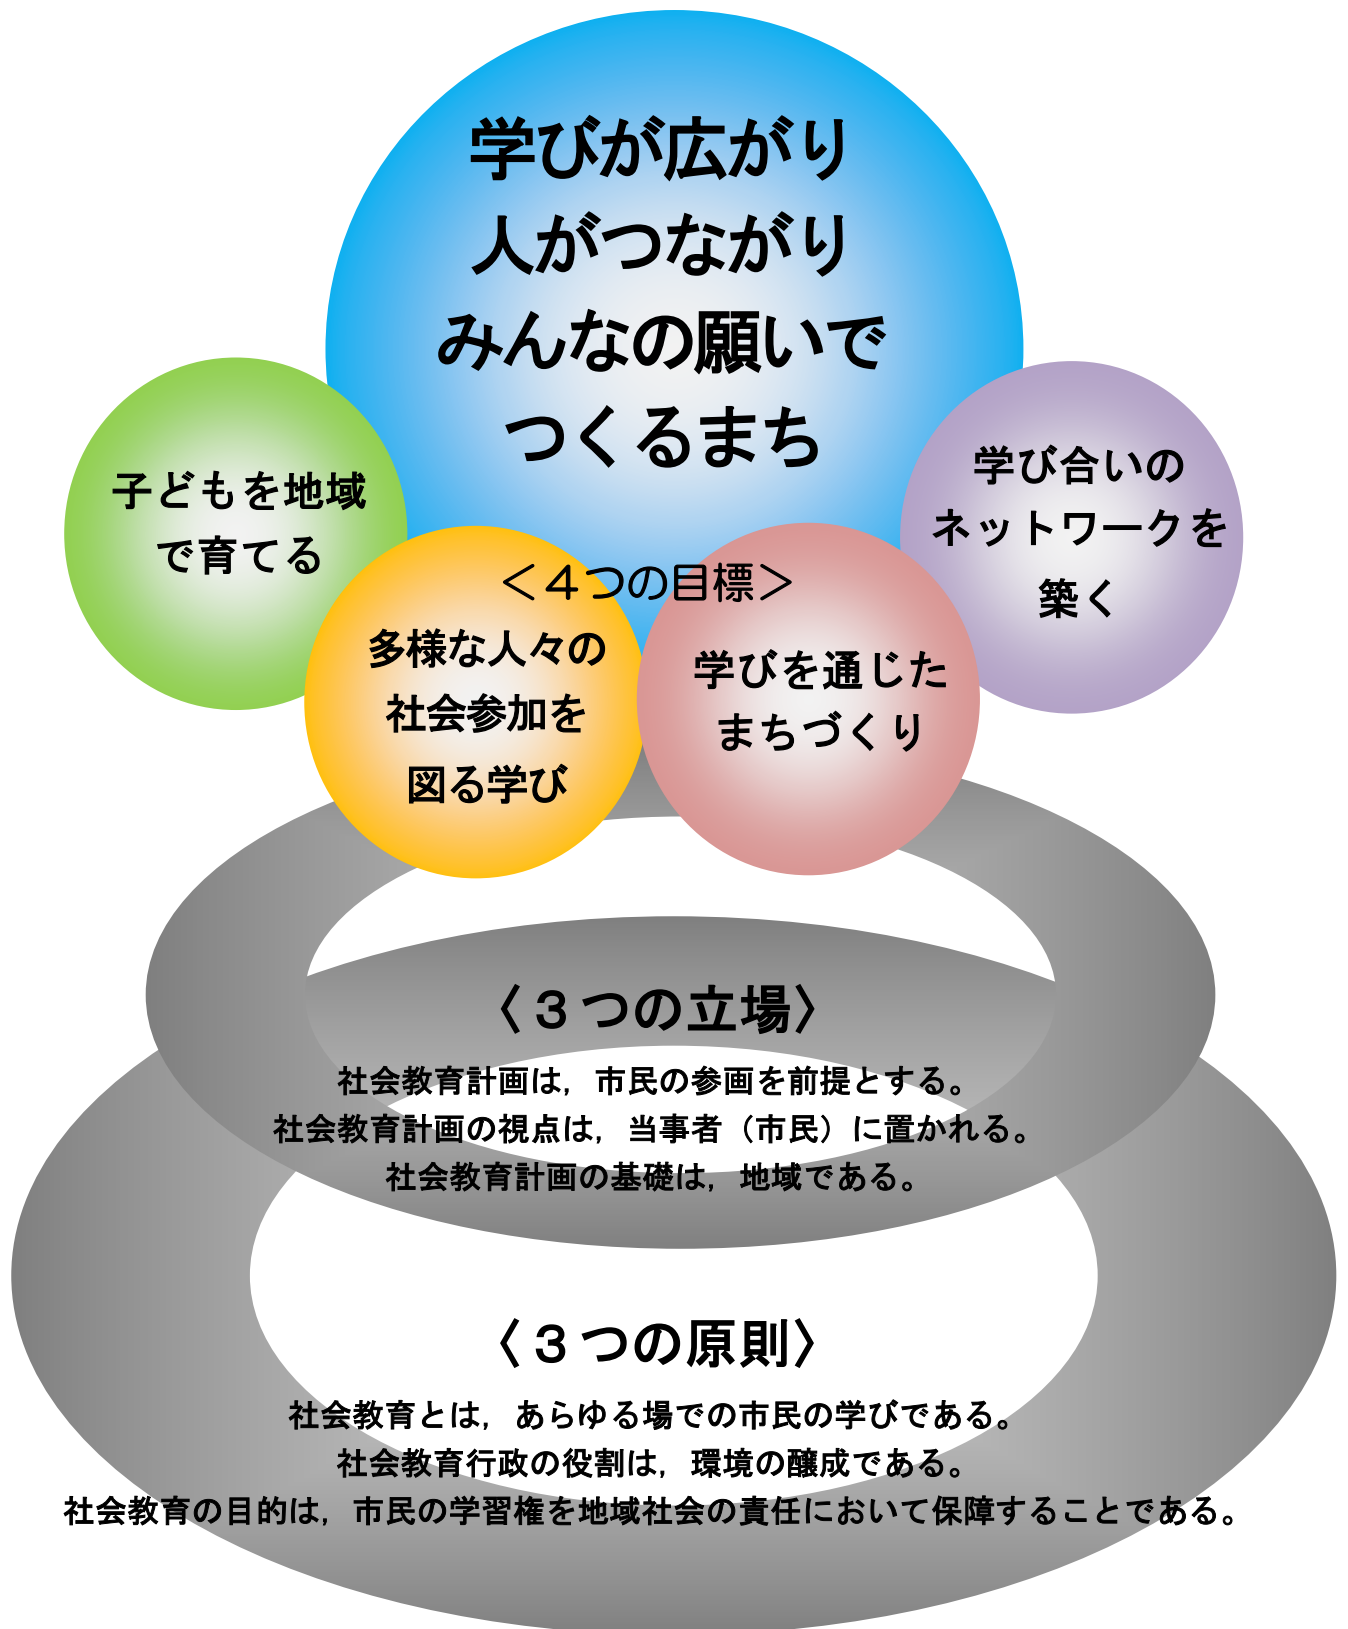 学びが広がり
人がつながり
みんなの願いで
つくるまち
子どもを地域
で育てる
＜４つの目標＞
多様な人々の
社会参加を
図る学び
学びを通じた
まちづくり
学び合いの
ネットワークを
築く
〈３つの立場〉
社会教育計画は，市民の参画を前提とする。
社会教育計画の視点は，当事者（市民）に置かれる。
社会教育計画の基礎は，地域である。
〈３つの原則〉
社会教育とは，あらゆる場での市民の学びである。
社会教育行政の役割は，環境の醸成である。
社会教育の目的は，市民の学習権を地域社会の責任において保障することである。